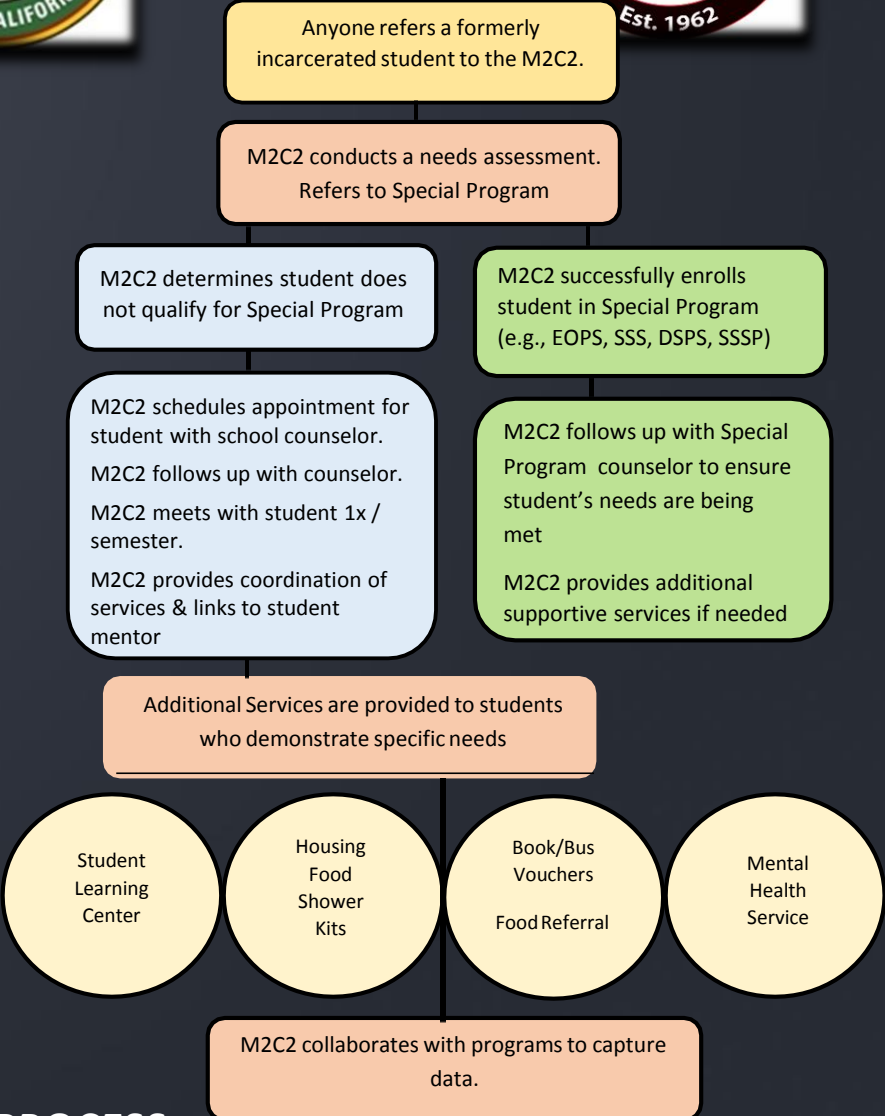 ALIFOR
Est. 1962
Anyone refers a formerly
incarcerated student to the M2C2.
M2C2 conducts a needs assessment.
Refers to Special Program
M2C2 determines student does
not qualify for Special Program
M2C2 successfully enrolls
student in Special Program
(e.g., EOPS, SSS, DSPS, SSSP)
M2C2 schedules appointment for
student with school counselor.
M2C2 follows up with counselor.
M2C2 meets with student 1x /
semester.
M2C2 provides coordination of
services & links to student
mentor
M2C2 follows up with Special
Program counselor to ensure
student's needs are being
met
M2C2 provides additional
supportive services if needed
Additional Services are provided to students
who demonstrate specific needs
Student
Learning
Center
Housing
Food
Shower
Kits
Book/Bus
Vouchers
Food Referral
Mental
Health
Service
M2C2 collaborates with programs to capture
data.
PROCESS